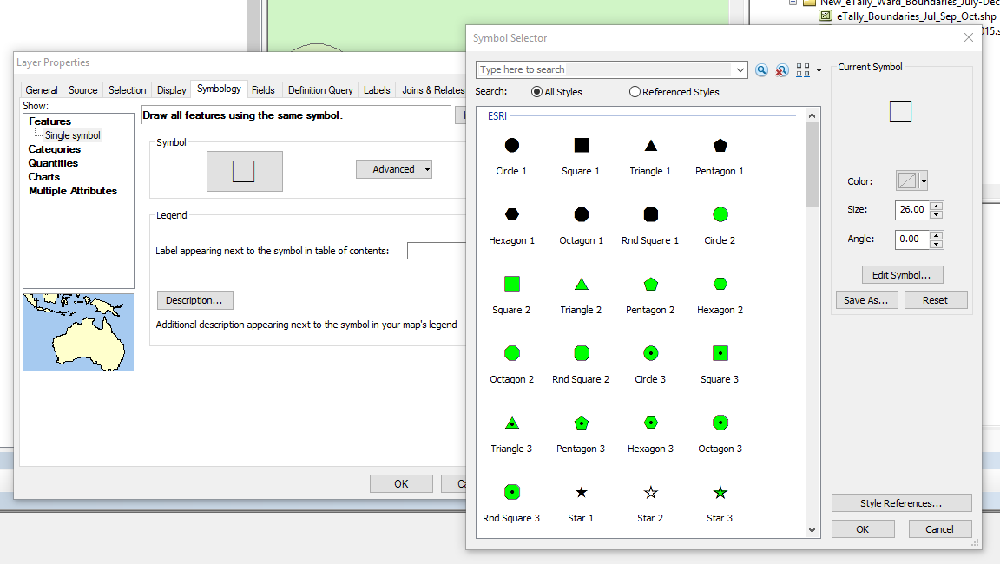 New_eTally_Ward_Boundaries_July-Dec
eTally_Boundaries_Jul_Sep_Oct.shp
015.s
Layer Properties
General Source Selection Display Symbology Fields Definition Query Labels Joins & Relates
Show:
Features
Single symbol
Categories
Quantities
Charts
Multiple Attributes
Draw all features using the same symbol.
Symbol
Advanced
Legend
Label appearing next to the symbol in table of contents:
Description...
Additional description appearing next to the symbol in your map's legend
OK
Symbol Selector
Type here to search
Search: All Styles Referenced Styles
ESRI
Circle 1 Square 1 Triangle 1 Pentagon 1
Hexagon 1 Octagon 1 Rnd Square 1 Circle 2
Square 2 Triangle 2 Pentagon 2 Hexagon 2
Octagon 2 Rnd Square 2 Circle 3 Square 3
Triangle 3 Pentagon 3 Hexagon 3 Octagon 3
Rnd Square 3 Star 1 Star 2 Star 3
Current Symbol
Color:
Size: 26.00
Angle: 0.00
Edit Symbol...
Save As... Reset
Style References...
OK Cancel